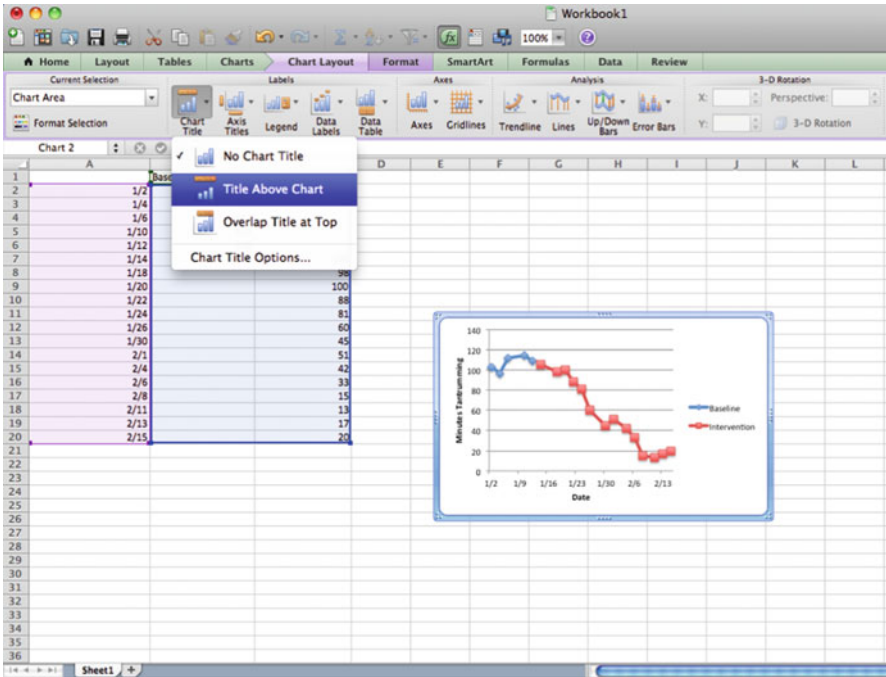 Workbook1
100%
Home Layout Tables Charts Chart Layout Format SmartArt Formulas Data Review
Current Selection Labels Axes Analysis 3-D Rotation
Chart Area
Format Selection
Chart Title
Axis Titles
Legend
Data Labels
Data Table
Axes
Gridlines
Trendline
Lines
Up/Down Bars
Error Bars
X: Perspective:
Y: 3-D Rotation
Chart 2 fx
No Chart Title
Title Above Chart
Overlap Title at Top
Chart Title Options...
A D E F G H I J K L
1
2 1/2
3 1/4
4 1/6
5 1/10
6 1/12
7 1/14
8 1/18 98
9 1/20 100
10 1/22 88
11 1/24 81
12 1/26 60
13 1/30 45
14 2/1 51
15 2/4 42
16 2/6 33
17 2/8 15
18 2/11 13
19 2/13 17
20 2/15 20
21
22
23
24
25
26
27
28
29
30
31
32
33
34
35
36
140
120
100
80
60
40
20
0
Minutes Tantrumming
1/2 1/9 1/16 1/23 1/30 2/6 2/13
Date
Baseline
Intervention
Sheet1